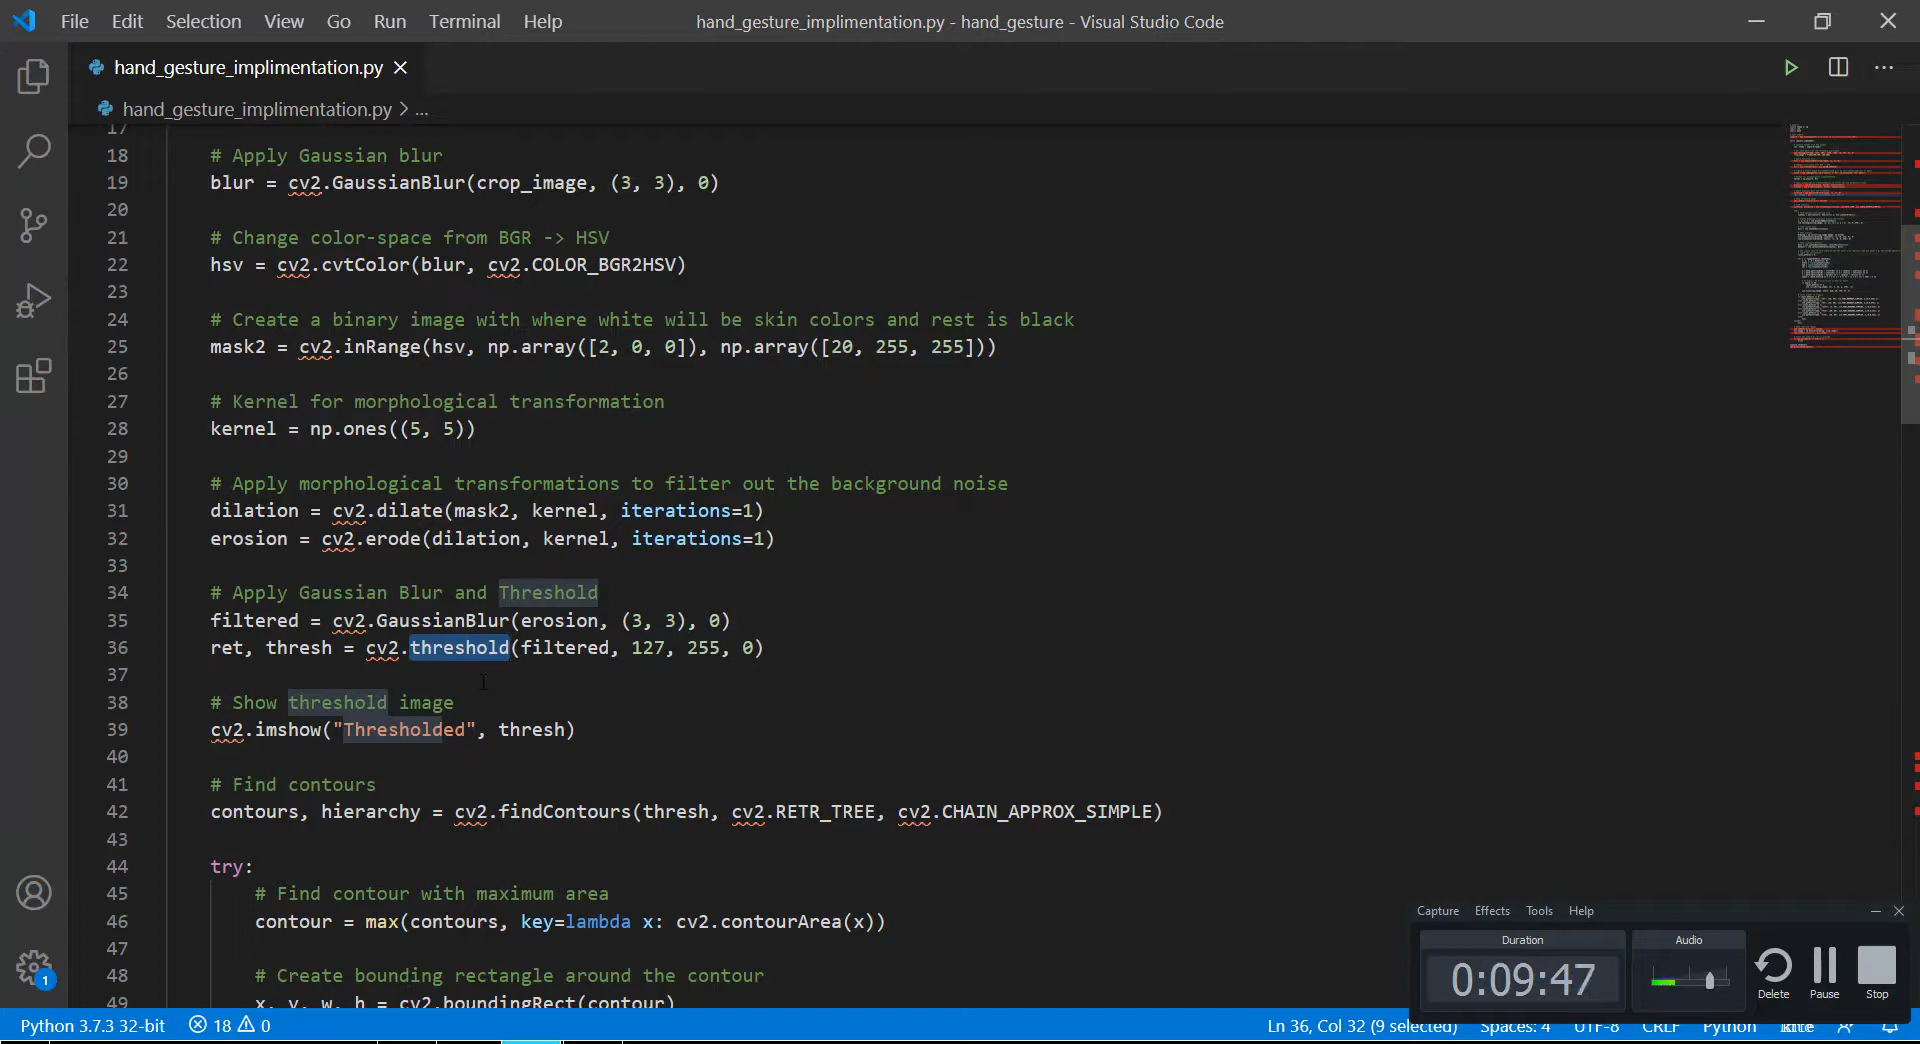 File Edit Selection View Go Run Terminal Help hand_gesture_implimentation.py - hand_gesture - Visual Studio Code
hand_gesture_implimentation.py
hand_gesture_implimentation.py > ...
17
18 # Apply Gaussian blur
19 blur = cv2.GaussianBlur(crop_image, (3, 3), 0)
20
21 # Change color-space from BGR -> HSV
22 hsv = cv2.cvtColor(blur, cv2.COLOR_BGR2HSV)
23
24 # Create a binary image with where white will be skin colors and rest is black
25 mask2 = cv2.inRange(hsv, np.array([2, 0, 0]), np.array([20, 255, 255]))
26
27 # Kernel for morphological transformation
28 kernel = np.ones((5, 5))
29
30 # Apply morphological transformations to filter out the background noise
31 dilation = cv2.dilate(mask2, kernel, iterations=1)
32 erosion = cv2.erode(dilation, kernel, iterations=1)
33
34 # Apply Gaussian Blur and Threshold
35 filtered = cv2.GaussianBlur(erosion, (3, 3), 0)
36 ret, thresh = cv2.threshold(filtered, 127, 255, 0)
37
38 # Show threshold image
39 cv2.imshow("Thresholded", thresh)
40
41 # Find contours
42 contours, hierarchy = cv2.findContours(thresh, cv2.RETR_TREE, cv2.CHAIN_APPROX_SIMPLE)
43
44 try:
45 # Find contour with maximum area
46 contour = max(contours, key=lambda x: cv2.contourArea(x))
47
48 # Create bounding rectangle around the contour
49 x, y, w, h = cv2.boundingRect(contour)
Capture Effects Tools Help
Duration Audio
0:09:47
Delete Pause Stop
1
Python 3.7.3 32-bit 18 0 Ln 36, Col 32 (9 selected) Spaces: 4 UTF-8 CRLF Python